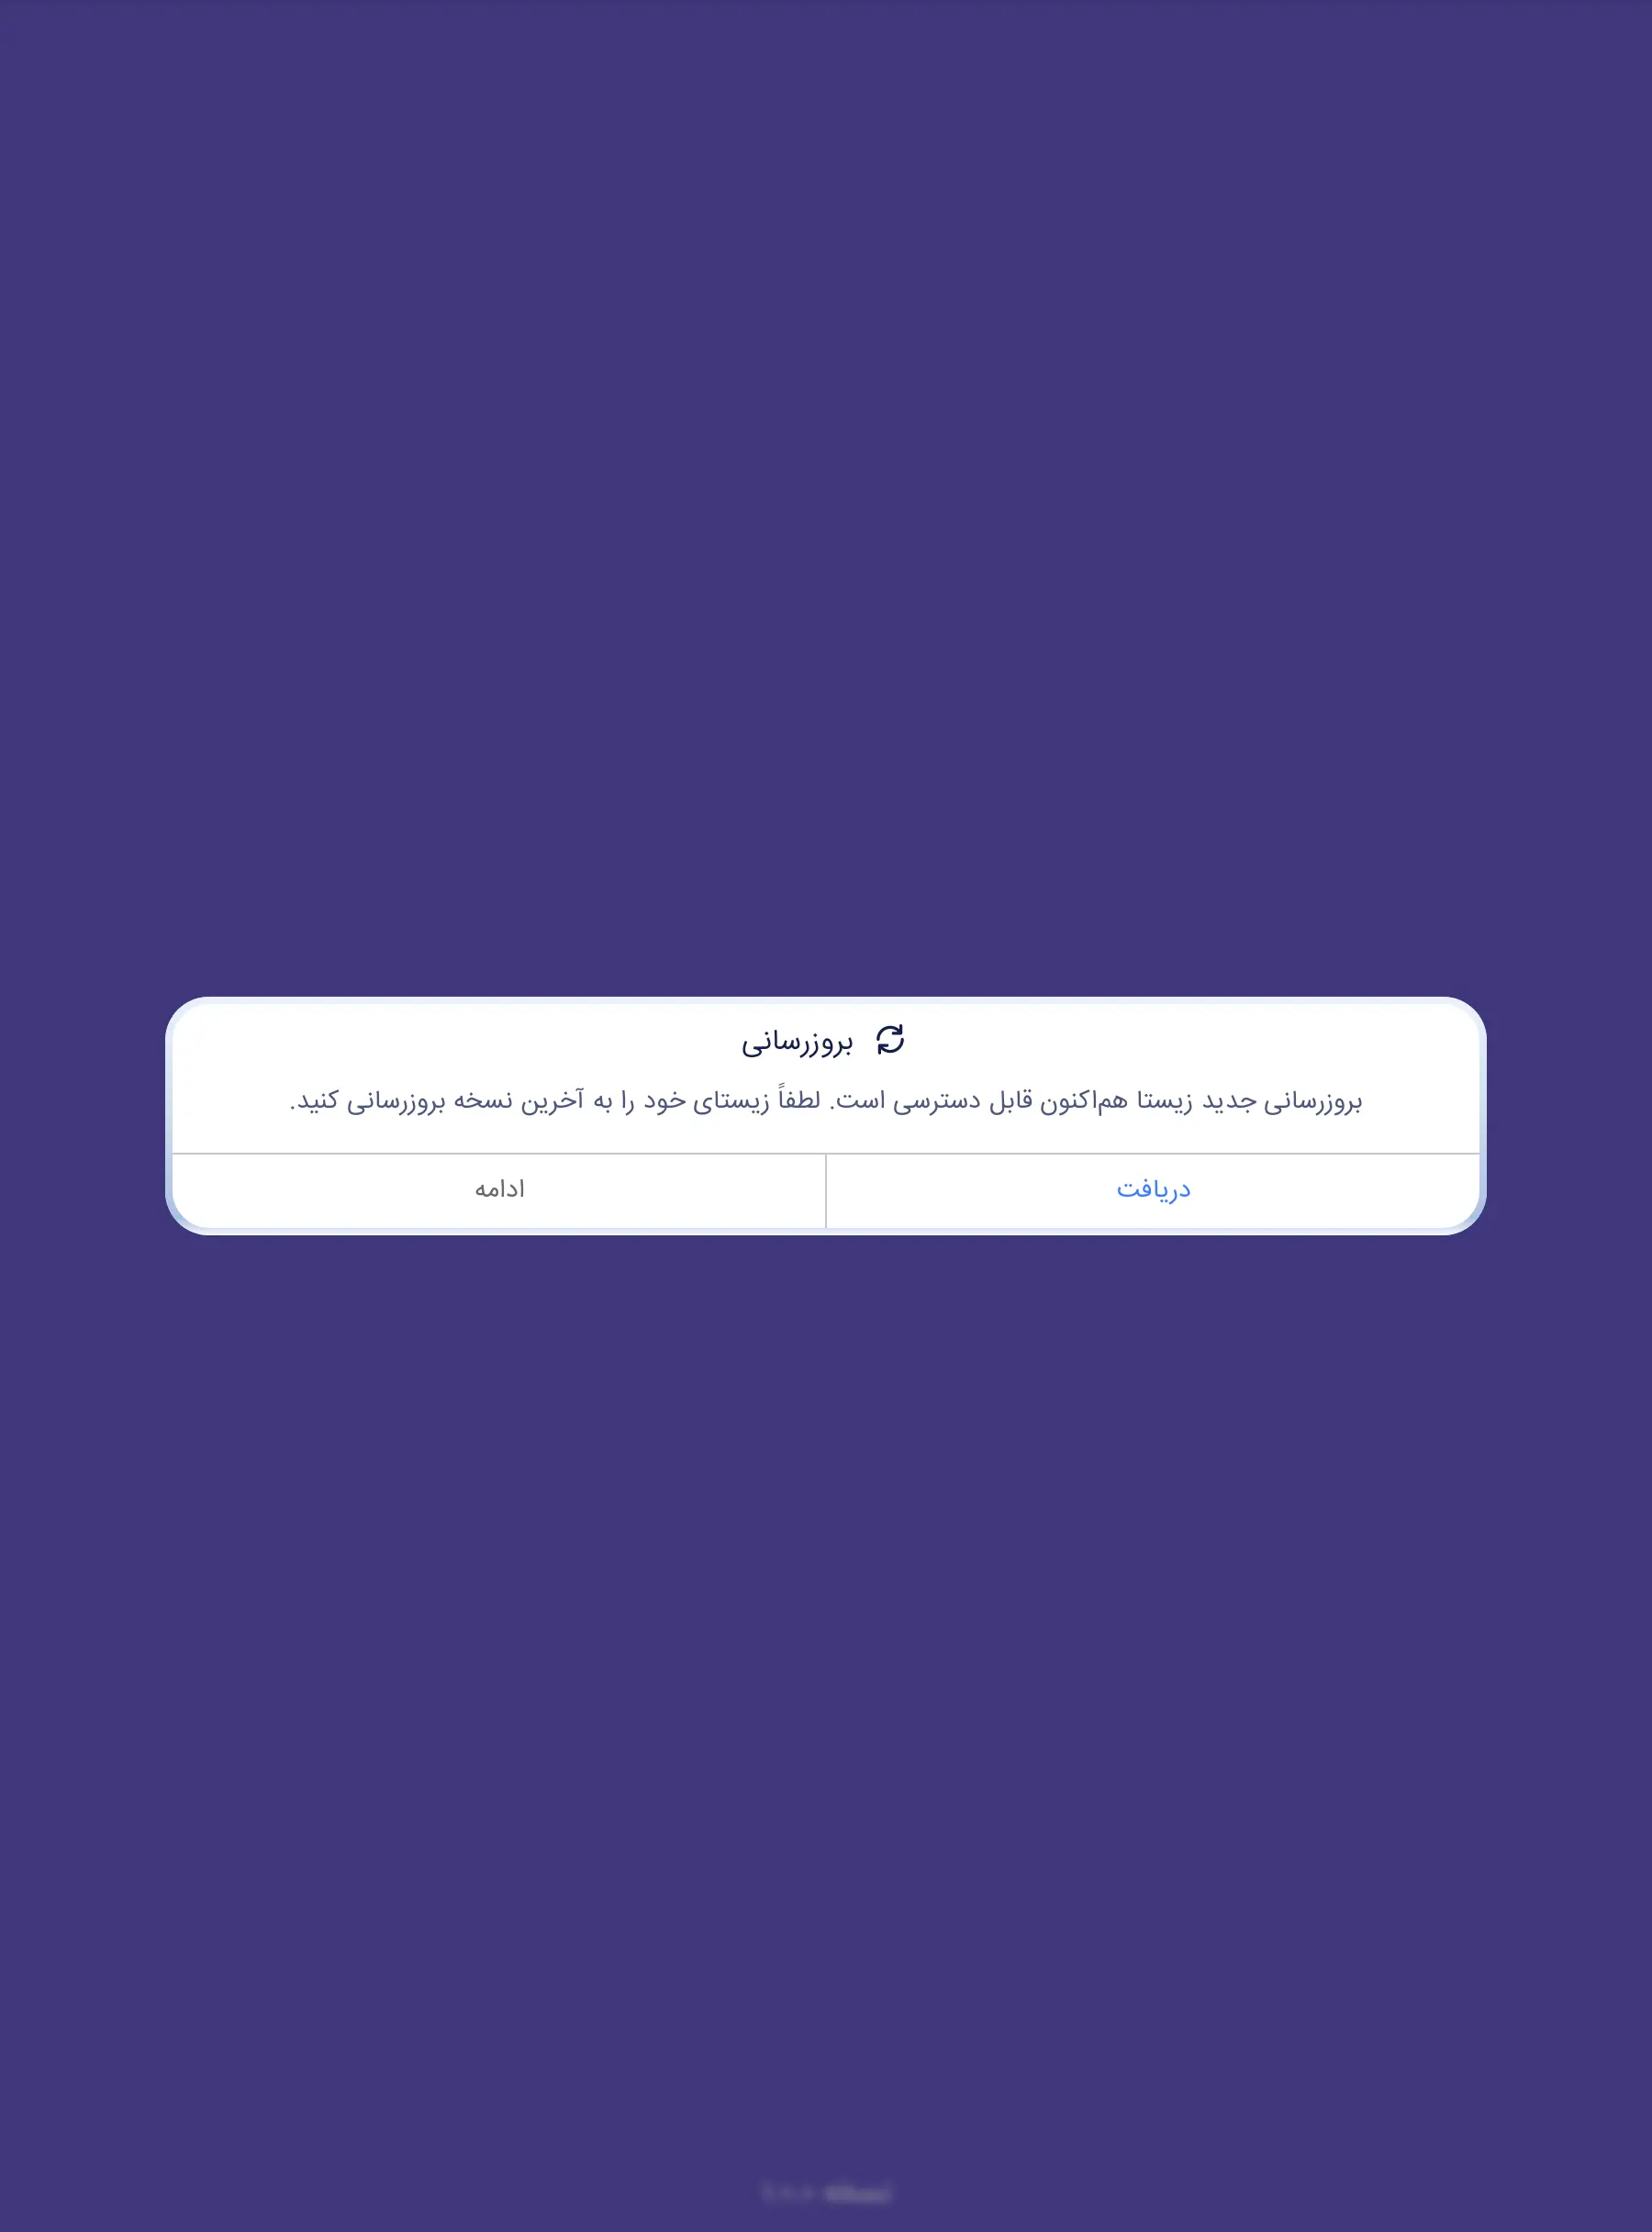 بروزرسانی
بروزرسانی جدید زیستا هم‌اکنون قابل دسترسی است. لطفاً زیستای خود را به آخرین نسخه بروزرسانی کنید.
دریافت
ادامه